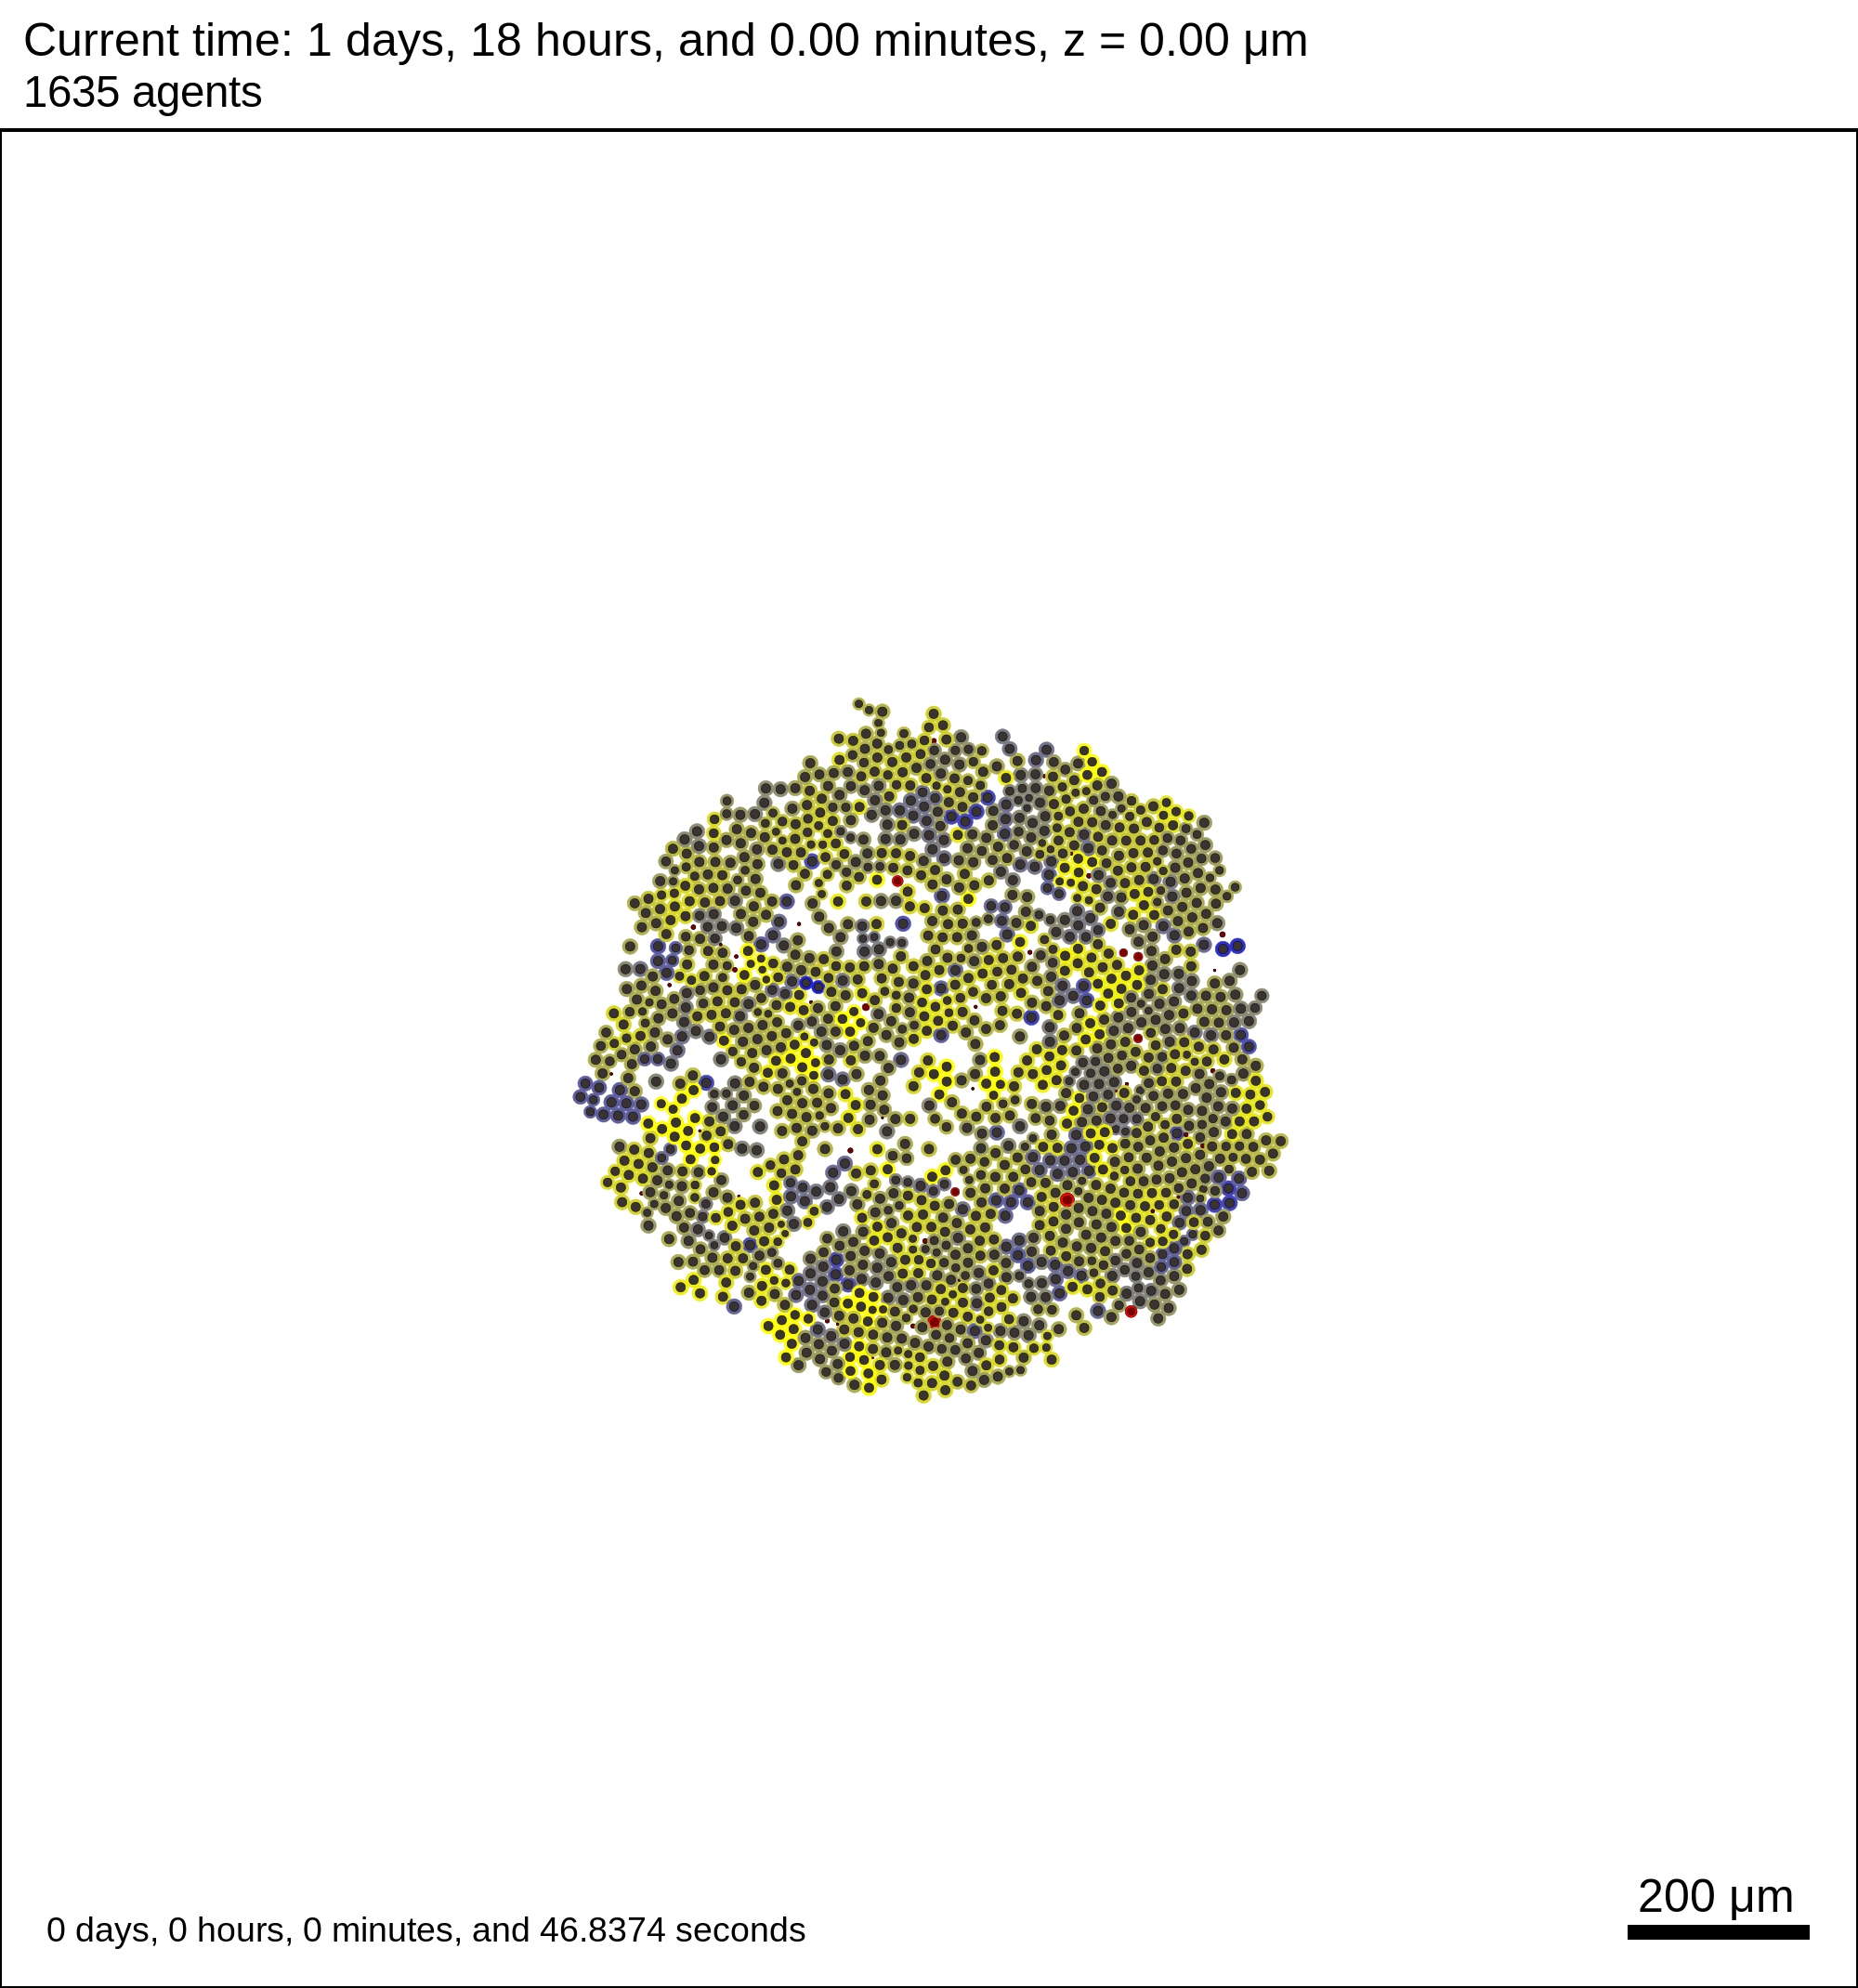 Current time: 1 days, 18 hours, and 0.00 minutes, z = 0.00 μm
1635 agents
200 μm
0 days, 0 hours, 0 minutes, and 46.8374 seconds